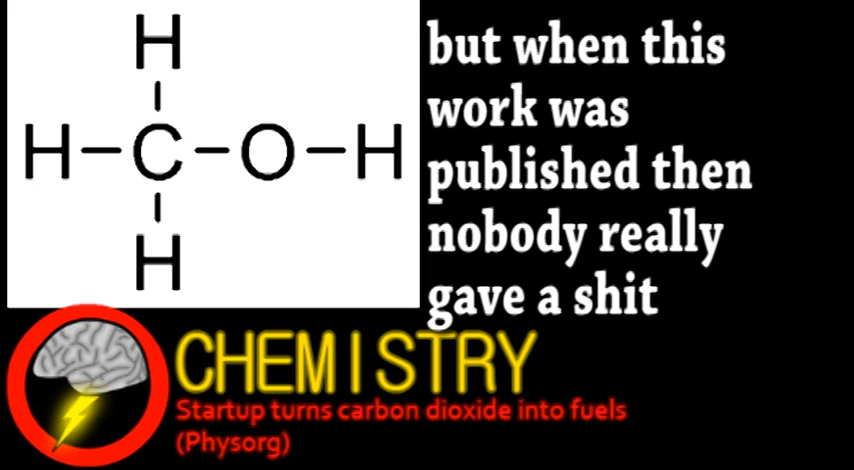 H
H-C-O-H
H
but when this
work was
published then
nobody really
gave a shit
CHEMISTRY
Startup turns carbon dioxide into fuels
(Physorg)